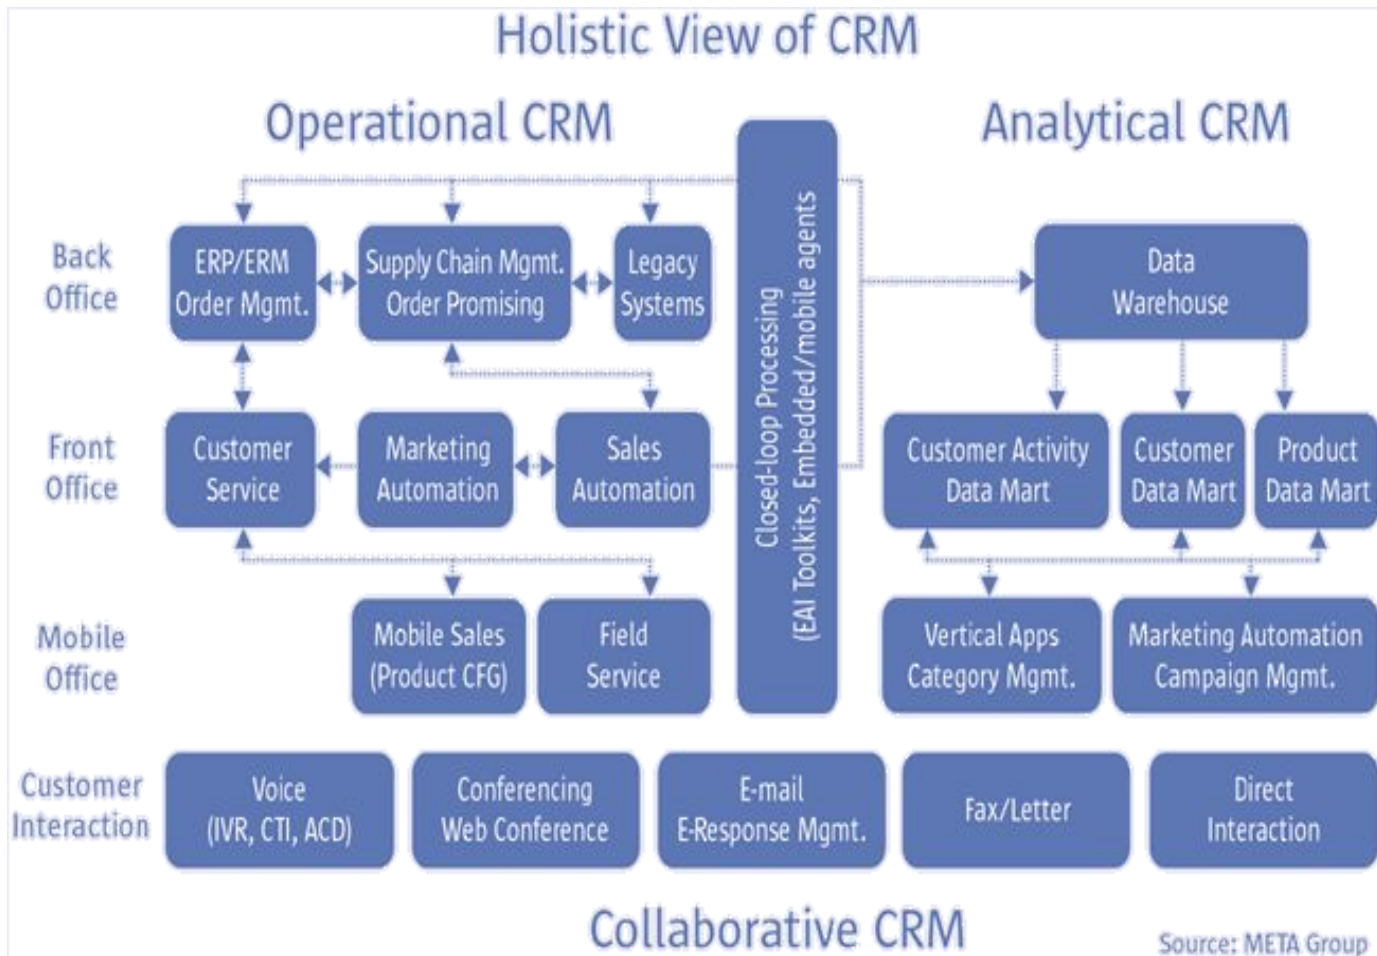 Holistic View of CRM
Operational CRM
Analytical CRM
Back
Office
ERP/ERM
Order Mgmt.
Supply Chain Mgmt.
Order Promising
Legacy
Systems
Closed-loop Processing
(EAI Toolkits, Embedded/mobile agents
Data
Warehouse
Front
Office
Customer
Service
Marketing
Automation
Sales
Automation
Customer Activity
Data Mart
Customer
Data Mart
Product
Data Mart
Mobile
Office
Mobile Sales
(Product CFG)
Field
Service
Vertical Apps
Category Mgmt.
Marketing Automation
Campaign Mgmt.
Customer
Interaction
Voice
(IVR, CTI, ACD)
Conferencing
Web Conference
E-mail
E-Response Mgmt.
Fax/Letter
Direct
Interaction
Collaborative CRM
Source: META Group